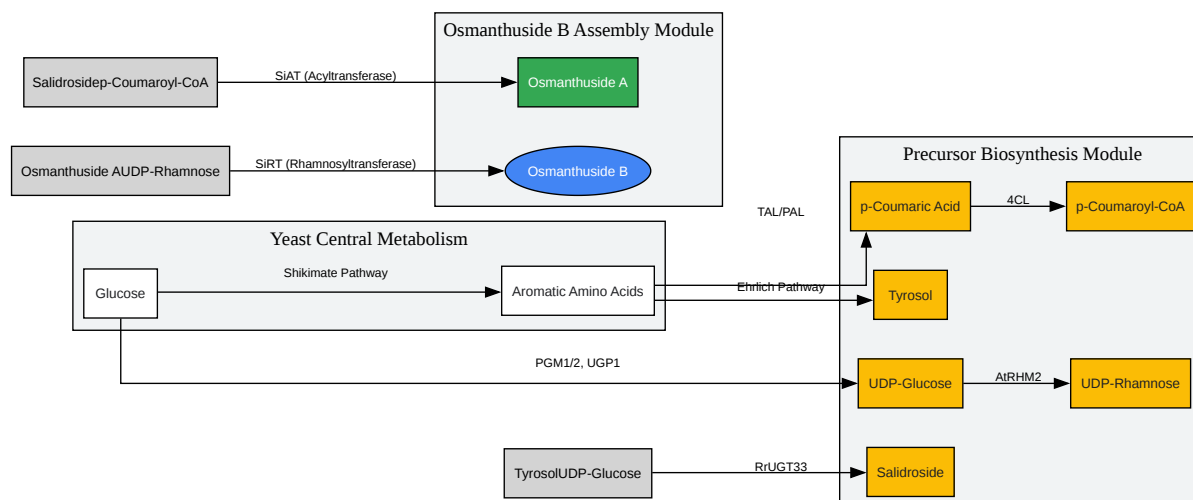 Osmanthuside B Assembly Module
Salidrosidep-Coumaroyl-CoA
SiAT (Acyltransferase)
Osmanthuside A
Osmanthuside AUDP-Rhamnose
SiRT (Rhamnosyltransferase)
Osmanthuside B
Precursor Biosynthesis Module
TAL/PAL
p-Coumaric Acid
4CL
p-Coumaroyl-CoA
Yeast Central Metabolism
Glucose
Shikimate Pathway
Aromatic Amino Acids
Ehrlich Pathway
Tyrosol
PGM1/2, UGP1
UDP-Glucose
AtRHM2
UDP-Rhamnose
TyrosolUDP-Glucose
RrUGT33
Salidroside